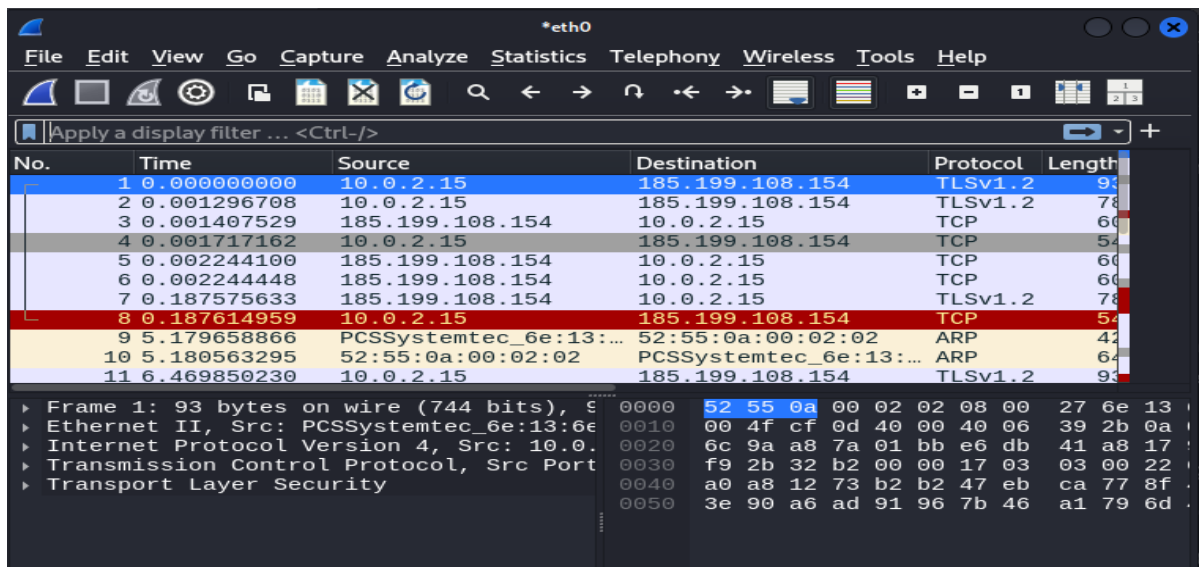 *eth0
File Edit View Go Capture Analyze Statistics Telephony Wireless Tools Help
Apply a display filter … <Ctrl-/>
No. Time Source Destination Protocol Length
1 0.000000000 10.0.2.15 185.199.108.154 TLSv1.2 93
2 0.001296708 10.0.2.15 185.199.108.154 TLSv1.2 78
3 0.001407529 185.199.108.154 10.0.2.15 TCP 60
4 0.001717162 10.0.2.15 185.199.108.154 TCP 54
5 0.002244100 185.199.108.154 10.0.2.15 TCP 60
6 0.002244448 185.199.108.154 10.0.2.15 TCP 60
7 0.187575633 185.199.108.154 10.0.2.15 TLSv1.2 78
8 0.187614959 10.0.2.15 185.199.108.154 TCP 54
9 5.179658866 PCSSystemtec_6e:13:… 52:55:0a:00:02:02 ARP 42
10 5.180563295 52:55:0a:00:02:02 PCSSystemtec_6e:13:… ARP 64
11 6.469850230 10.0.2.15 185.199.108.154 TLSv1.2 93
Frame 1: 93 bytes on wire (744 bits), 9
Ethernet II, Src: PCSSystemtec_6e:13:6e
Internet Protocol Version 4, Src: 10.0.
Transmission Control Protocol, Src Port
Transport Layer Security
0000 52 55 0a 00 02 02 08 00 27 6e 13
0010 00 4f cf 0d 40 00 40 06 39 2b 0a
0020 6c 9a a8 7a 01 bb e6 db 41 a8 17
0030 f9 2b 32 b2 00 00 17 03 03 00 22
0040 a0 a8 12 73 b2 b2 47 eb ca 77 8f
0050 3e 90 a6 ad 91 96 7b 46 a1 79 6d